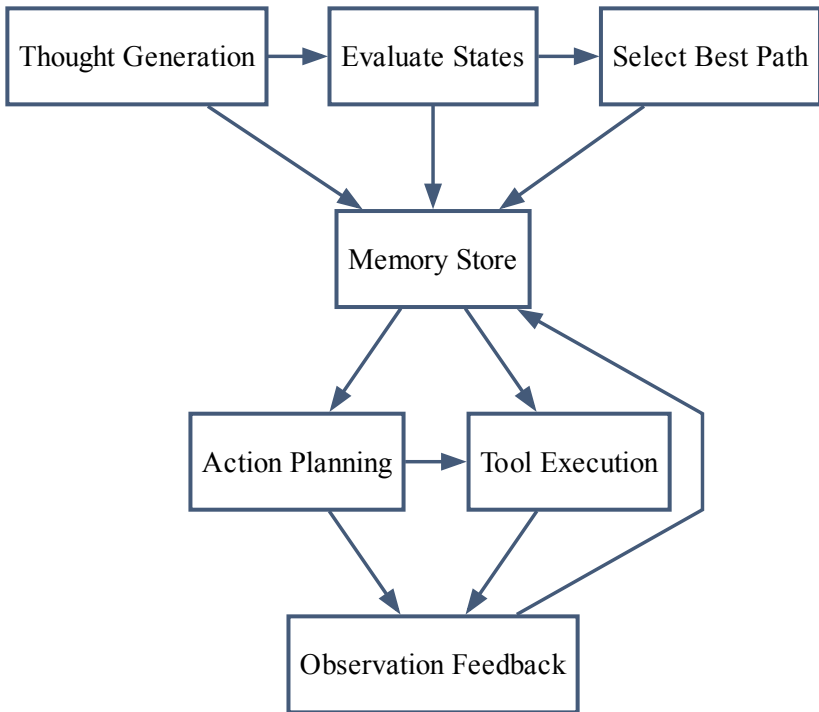 Thought Generation
Evaluate States
Select Best Path
Memory Store
Action Planning
Tool Execution
Observation Feedback